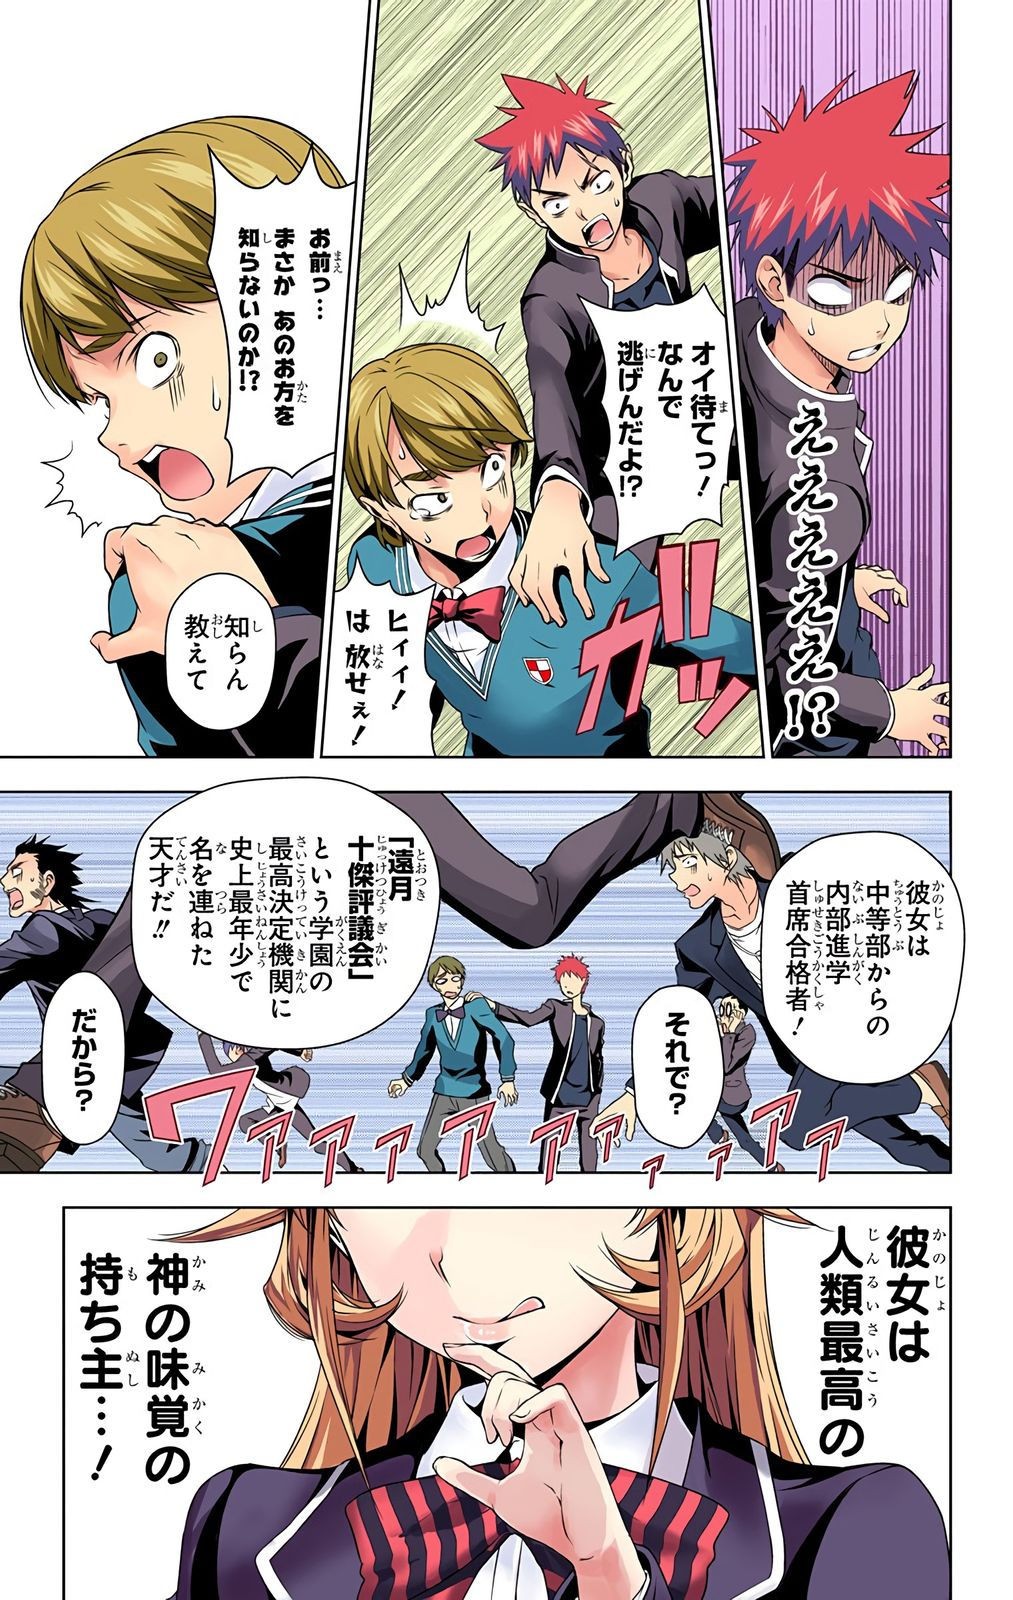 えええええ!?
オイ待てっ!
なんで
逃げんだよ!?
ガッ
ヒイィ!
は 放せぇ!
お前っ…
まさか あのお方を
知らないのか!?
知らん
教えて
彼女は
中等部からの
内部進学
首席合格者!
それで?
「遠月
十傑評議会」
という学園の
最高決定機関に
史上最年少で
名を連ねた
天才だ!!
だから?
ワァァァァァァァァァ
彼女は
人類最高の
神の味覚の
持ち主…!